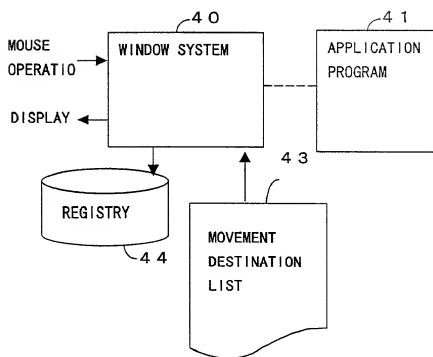 40
41
MOUSE
OPERATIO
WINDOW SYSTEM
APPLICATION
PROGRAM
DISPLAY
43
REGISTRY
44
MOVEMENT
DESTINATION
LIST